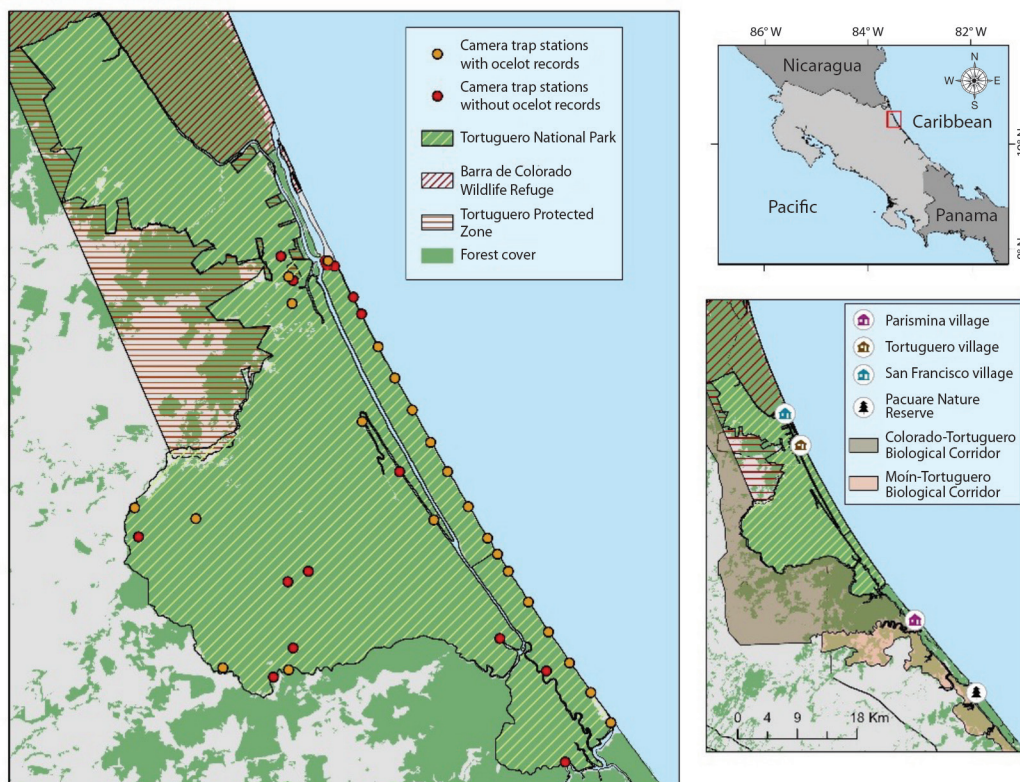 Camera trap stations
with ocelot records
Camera trap stations
without ocelot records
Tortuguero National Park
Barra de Colorado
Wildlife Refuge
Tortuguero Protected
Zone
Forest cover
86°W
84°W
82°W
Nicaragua
N
W
E
S
Caribbean
10°N
Pacific
Panama
8°N
Parismina village
Tortuguero village
San Francisco village
Pacuare Nature
Reserve
Colorado-Tortuguero
Biological Corridor
Moín-Tortuguero
Biological Corridor
0 4 9 18 Km